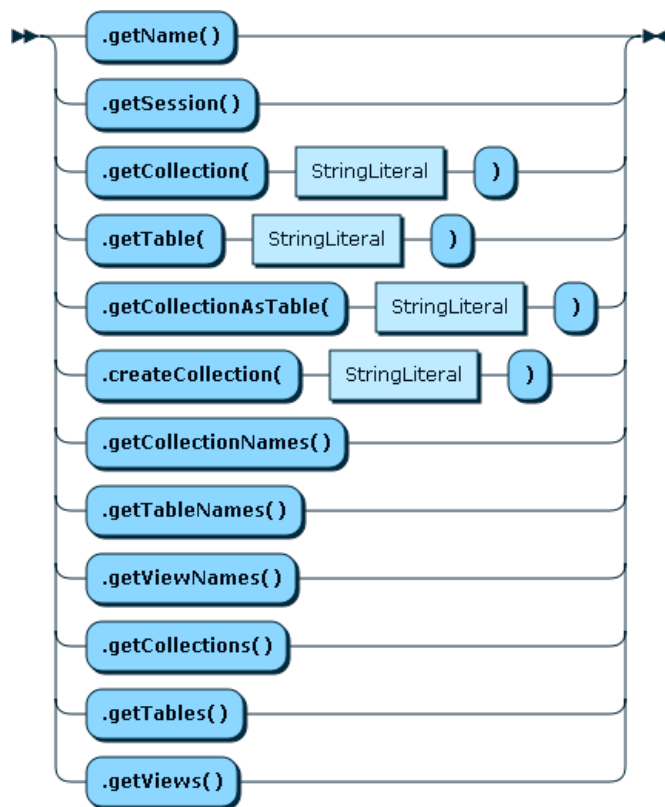 .getName()
.getSession()
.getCollection( StringLiteral )
.getTable( StringLiteral )
.getCollectionAsTable( StringLiteral )
.createCollection( StringLiteral )
.getCollectionNames()
.getTableNames()
.getViewNames()
.getCollections()
.getTables()
.getViews()